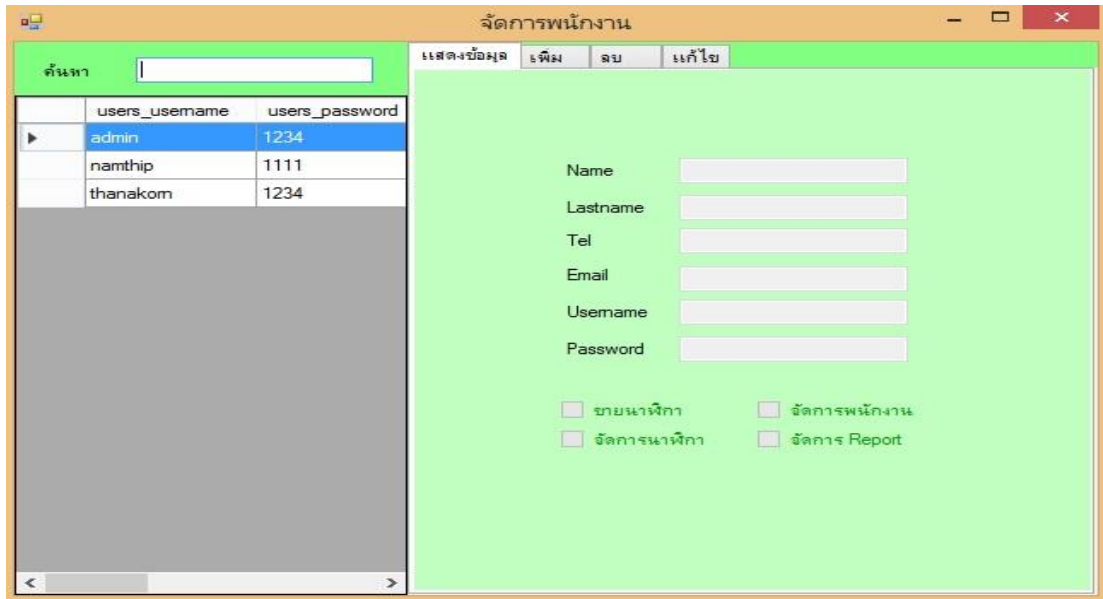 จัดการพนักงาน
ค้นหา
แสดงข้อมูล เพิ่ม ลบ แก้ไข
users_username users_password
admin 1234
namthip 1111
thanakorn 1234
Name
Lastname
Tel
Email
Username
Password
ขายนาฬิกา จัดการพนักงาน
จัดการนาฬิกา จัดการ Report